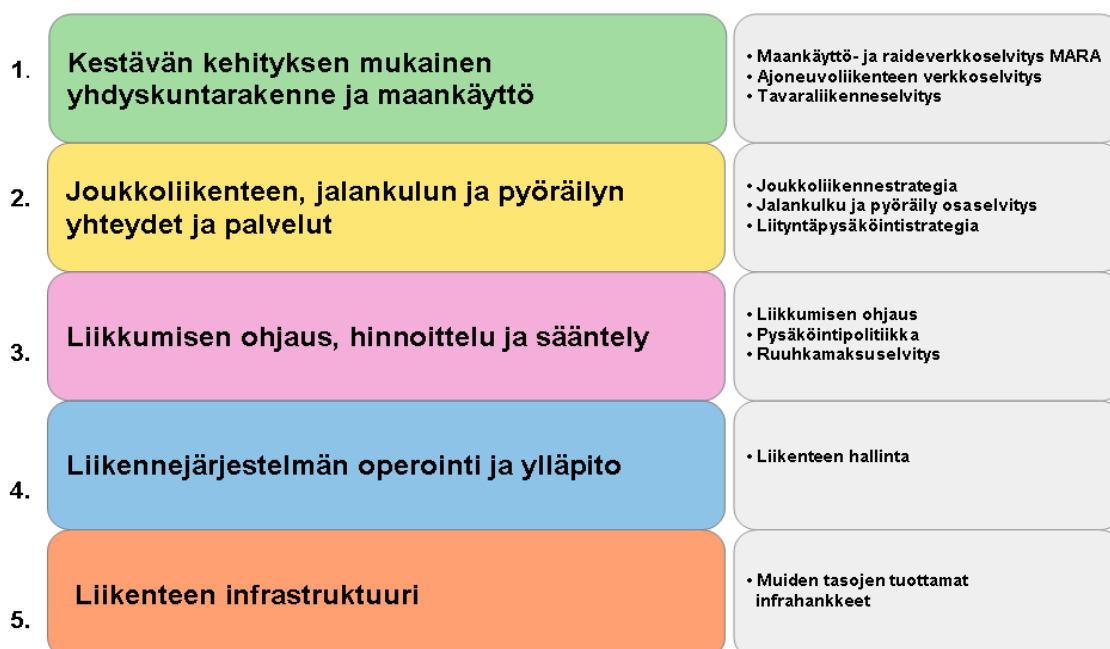 1.
Kestävän kehityksen mukainen
yhdyskuntarakenne ja maankäyttö
• Maankäyttö- ja raideverkkoselvitys MARA
• Ajoneuvoliikenteen verkkoselvitys
• Tavaraliikenneselvitys
2.
Joukkoliikenteen, jalankulun ja pyöräilyn
yhteydet ja palvelut
• Joukkoliikennestrategia
• Jalankulku ja pyöräily osaselvitys
• Liityntäpysäköintistrategia
3.
Liikkumisen ohjaus, hinnoittelu ja sääntely
• Liikkumisen ohjaus
• Pysäköintipolitiikka
• Ruuhkamaksuselvitys
4.
Liikennejärjestelmän operointi ja ylläpito
• Liikenteen hallinta
5.
Liikenteen infrastruktuuri
• Muiden tasojen tuottamat
infrahankkeet